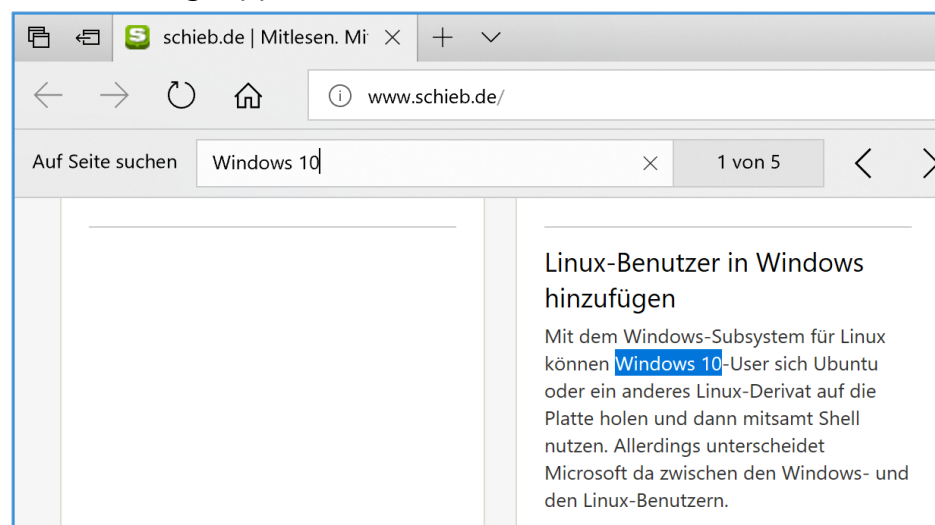 schieb.de | Mitlesen. Mi
www.schieb.de/
Auf Seite suchen
Windows 10
1 von 5
Linux-Benutzer in Windows
hinzufügen
Mit dem Windows-Subsystem für Linux
können Windows 10-User sich Ubuntu
oder ein anderes Linux-Derivat auf die
Platte holen und dann mitsamt Shell
nutzen. Allerdings unterscheidet
Microsoft da zwischen den Windows- und
den Linux-Benutzern.